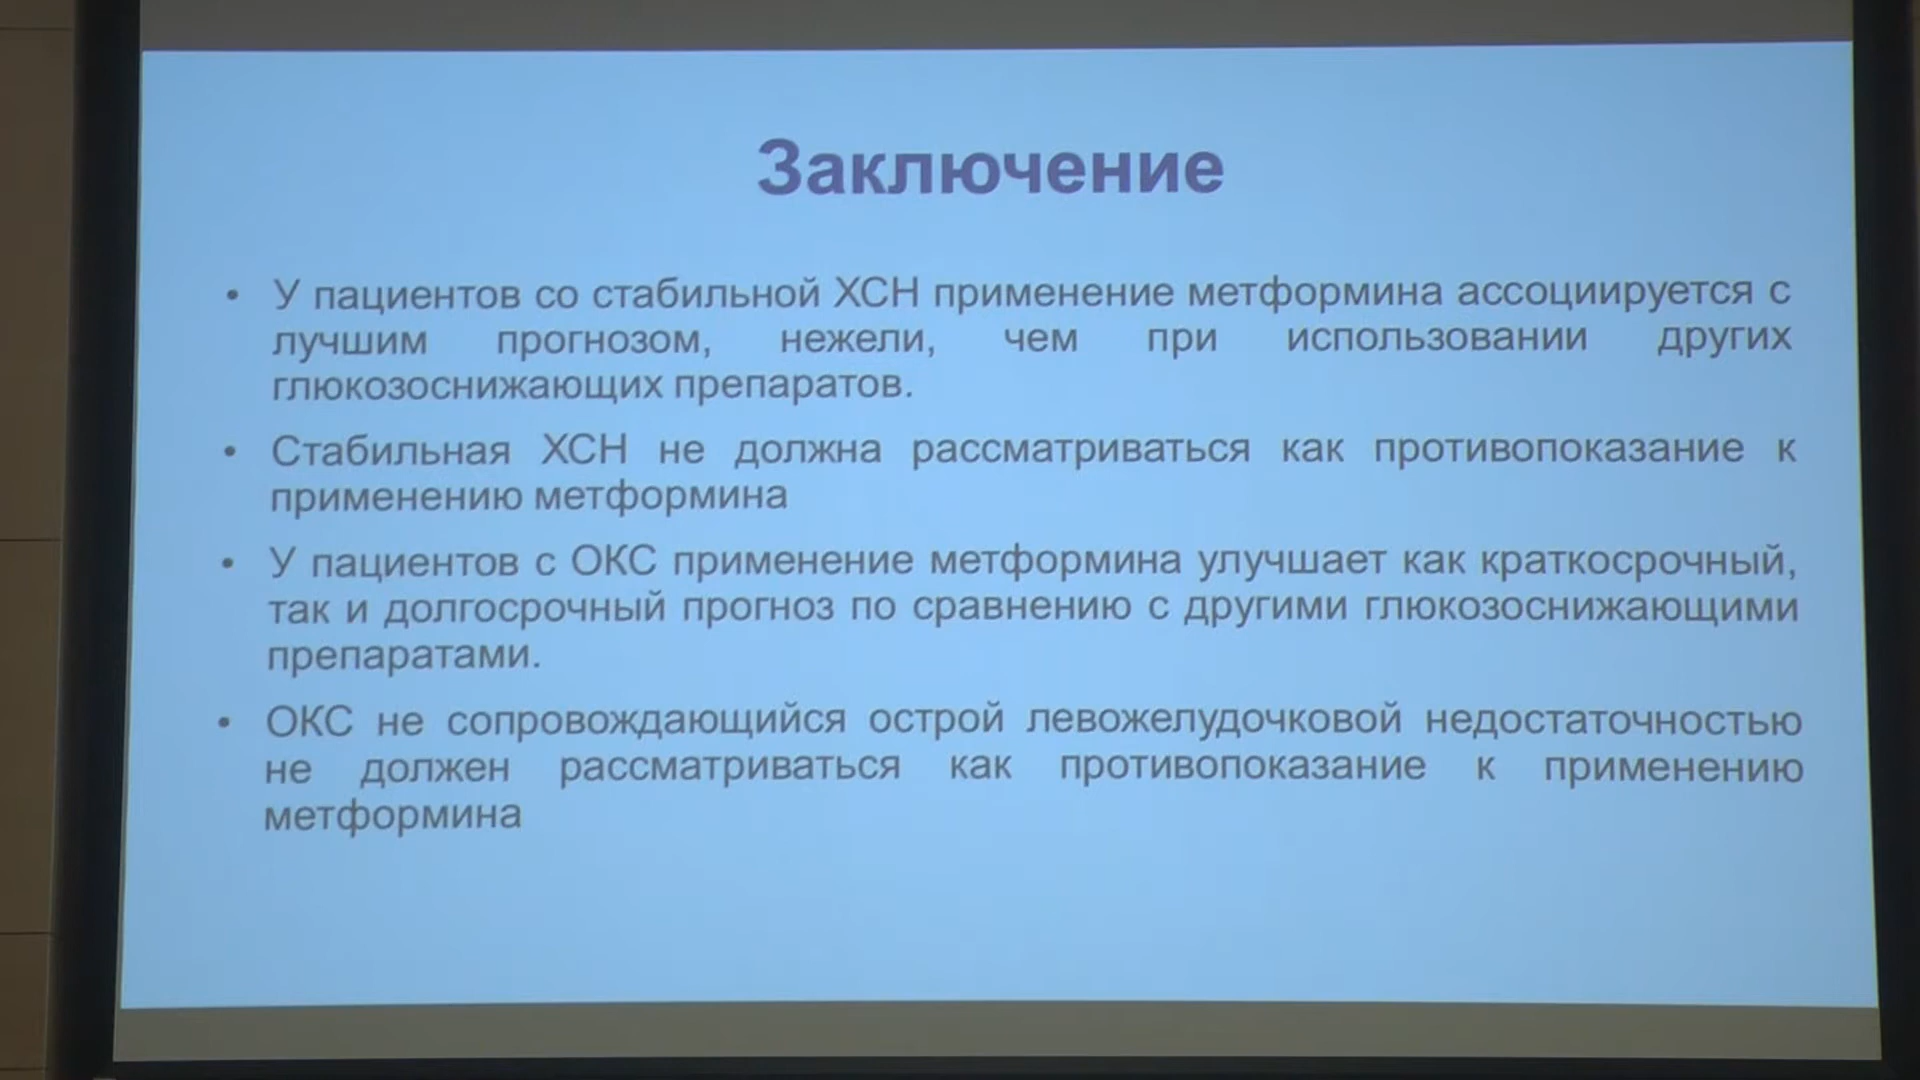 Заключение
• У пациентов со стабильной ХСН применение метформина ассоциируется с
лучшим прогнозом, нежели, чем при использовании других
глюкозоснижающих препаратов.
• Стабильная ХСН не должна рассматриваться как противопоказание к
применению метформина
• У пациентов с ОКС применение метформина улучшает как краткосрочный,
так и долгосрочный прогноз по сравнению с другими глюкозоснижающими
препаратами.
• ОКС не сопровождающийся острой левожелудочковой недостаточностью
не должен рассматриваться как противопоказание к применению
метформина